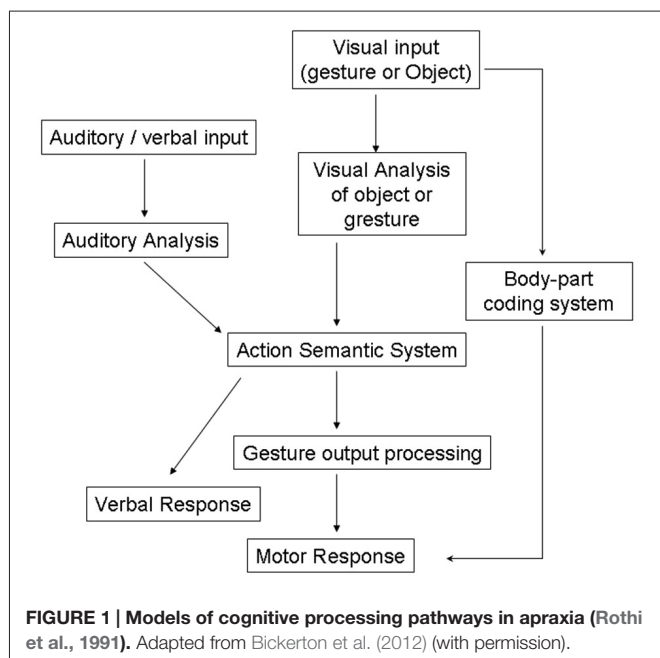 Visual input
(gesture or Object)
Auditory / verbal input
Visual Analysis
of object or
gresture
Auditory Analysis
Body-part
coding system
Action Semantic System
Gesture output processing
Verbal Response
Motor Response
FIGURE 1 | Models of cognitive processing pathways in apraxia (Rothi
et al., 1991). Adapted from Bickerton et al. (2012) (with permission).